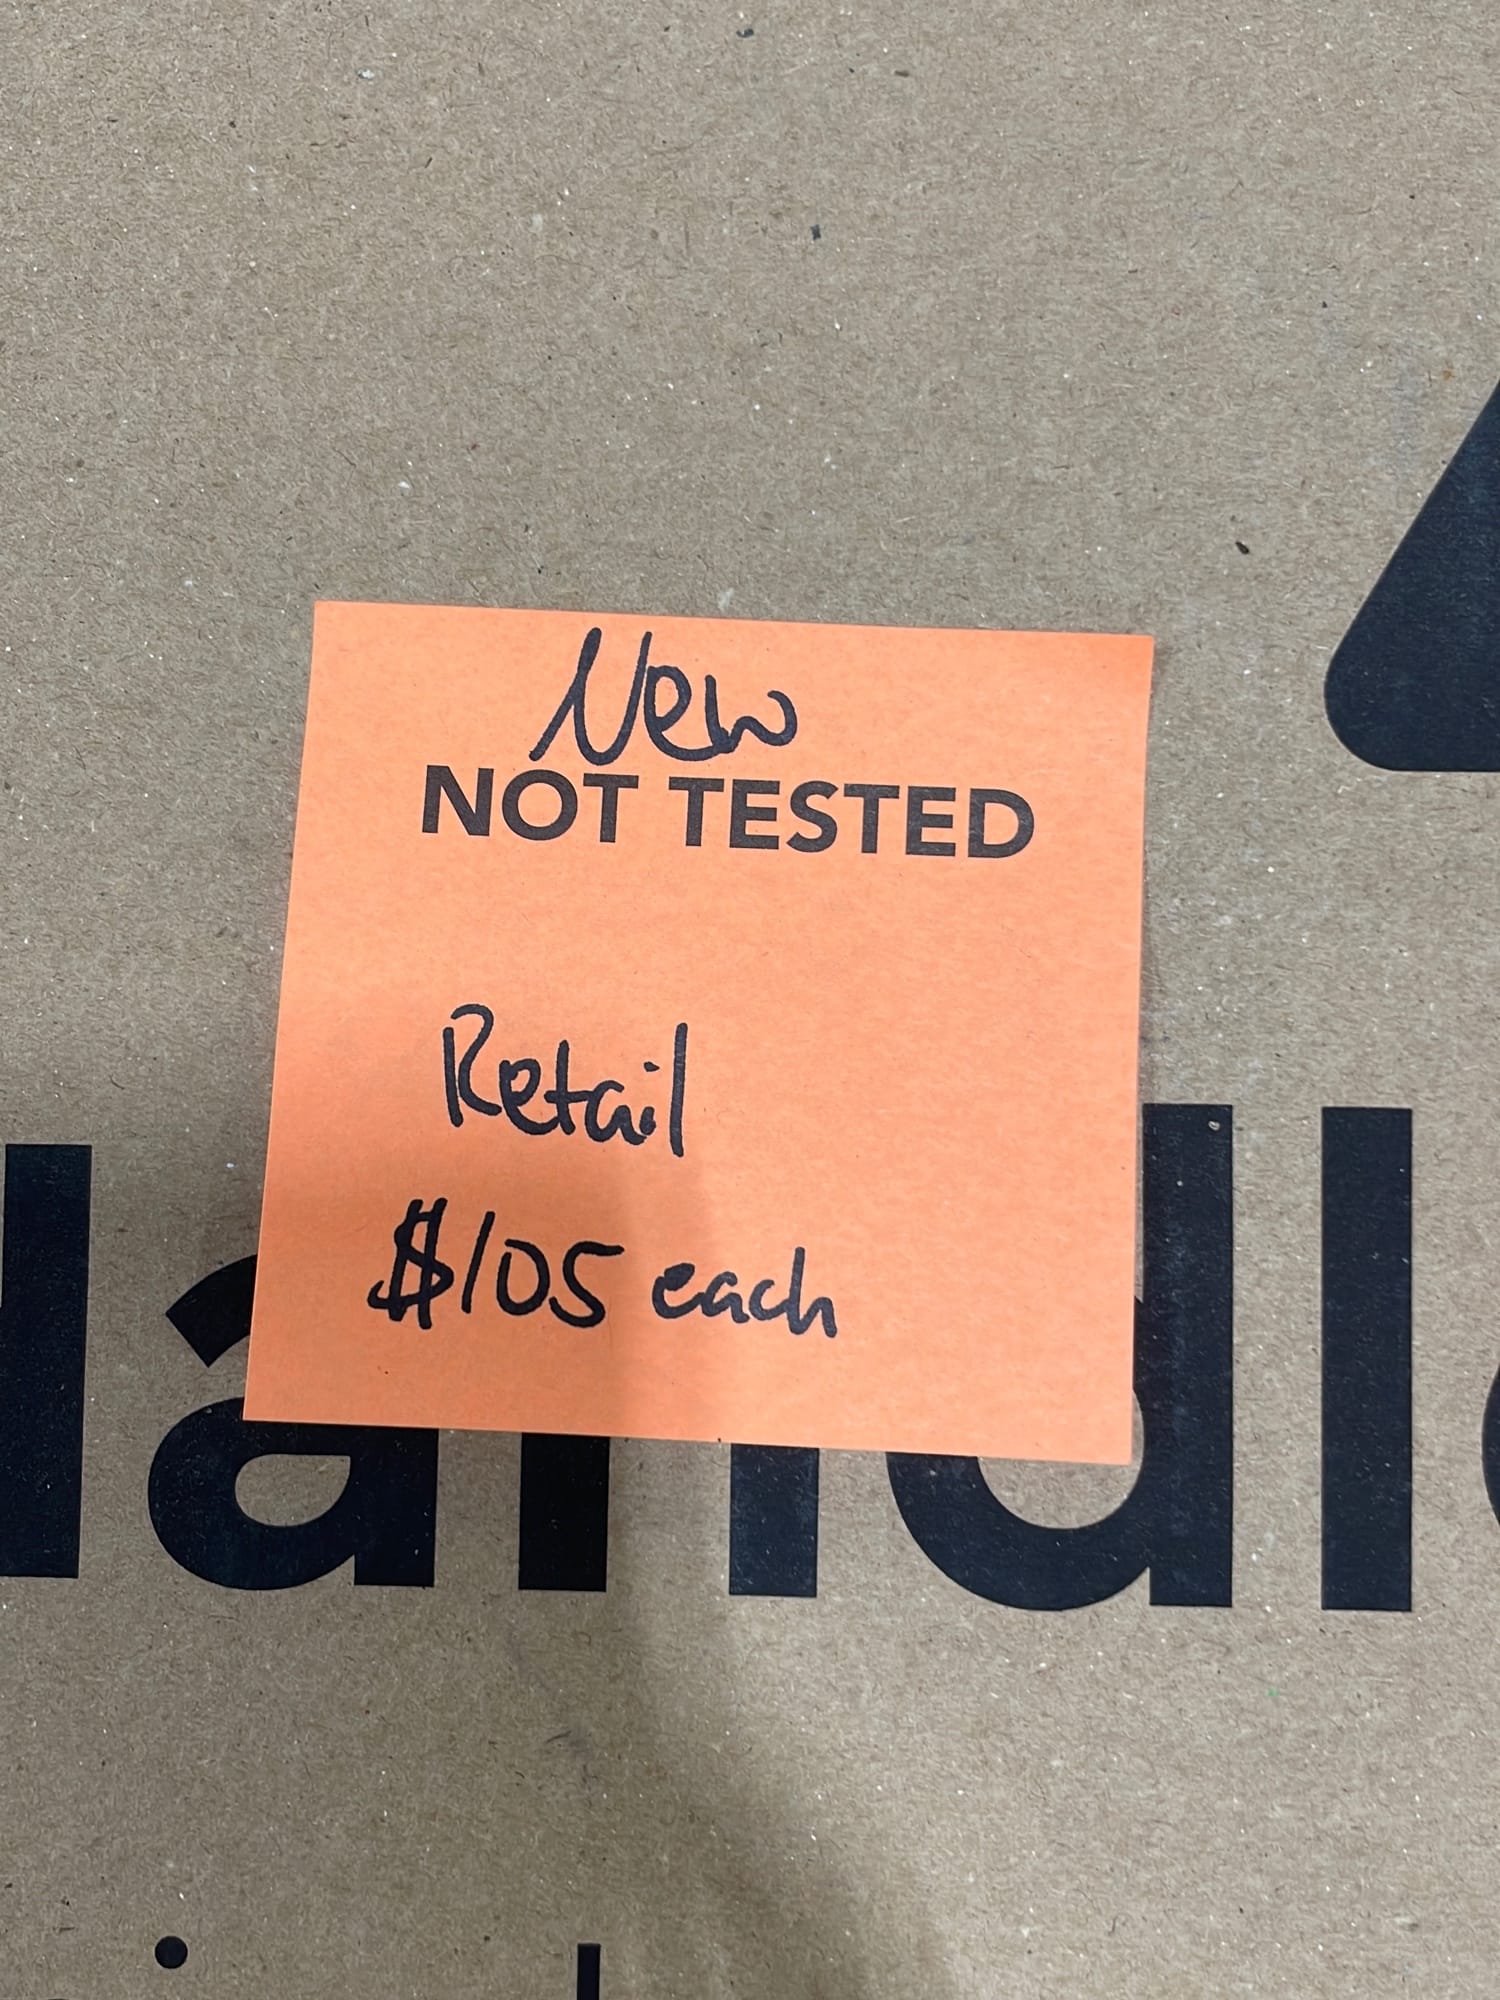 New
NOT TESTED
Retail
$105 each